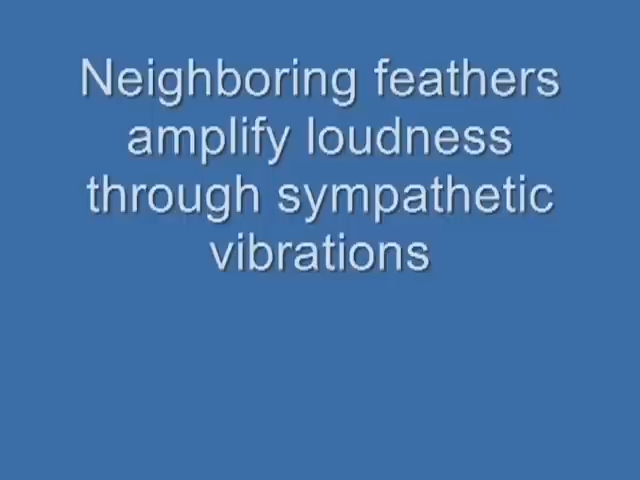 Neighboring feathers
amplify loudness
through sympathetic
vibrations